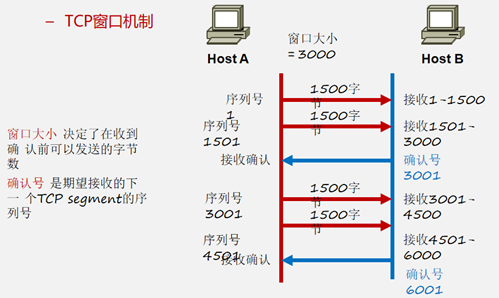 – TCP窗口机制
Host A
窗口大小
= 3000
Host B
窗口大小 决定了在收到
确 认前可以发送的字节
数
确认号 是期望接收的下
一 个TCP segment的序
列号
序列号
1
1500字
节
接收1-1500
序列号
1501
1500字
节
接收1501-
3000
接收确认
确认号
3001
序列号
3001
1500字
节
接收3001-
4500
序列号
4501
1500字
节
接收4501-
6000
接收确认
确认号
6001